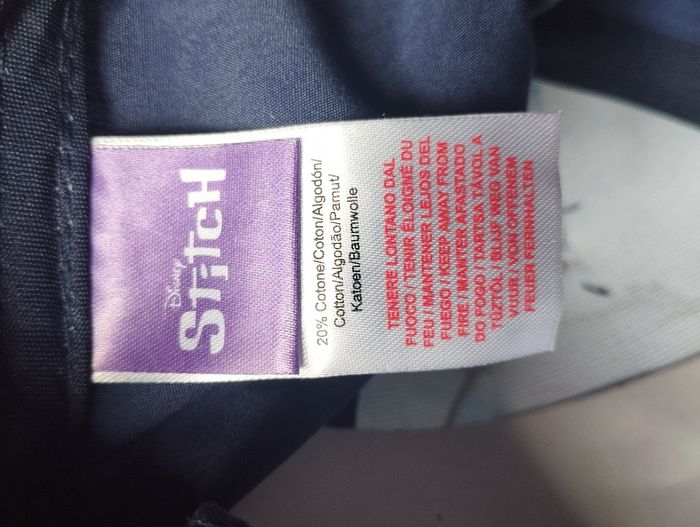 Disney
Stitch
20% Cotone/Coton/Algodón/
Cotton/Algodão/Pamut/
Katoen/Baumwolle
TENERE LONTANO DAL
FUOCO / TENIR ÉLOIGNÉ DU
FEU / MANTENER LEJOS DEL
FUEGO / KEEP AWAY FROM
FIRE / MANTER AFASTADO
DO FOGO / TARTSA TÁVOL A
TŰZTŐL / BLIJF WEG VAN
VUUR / VON OFFENEM
FEUER FERNHALTEN